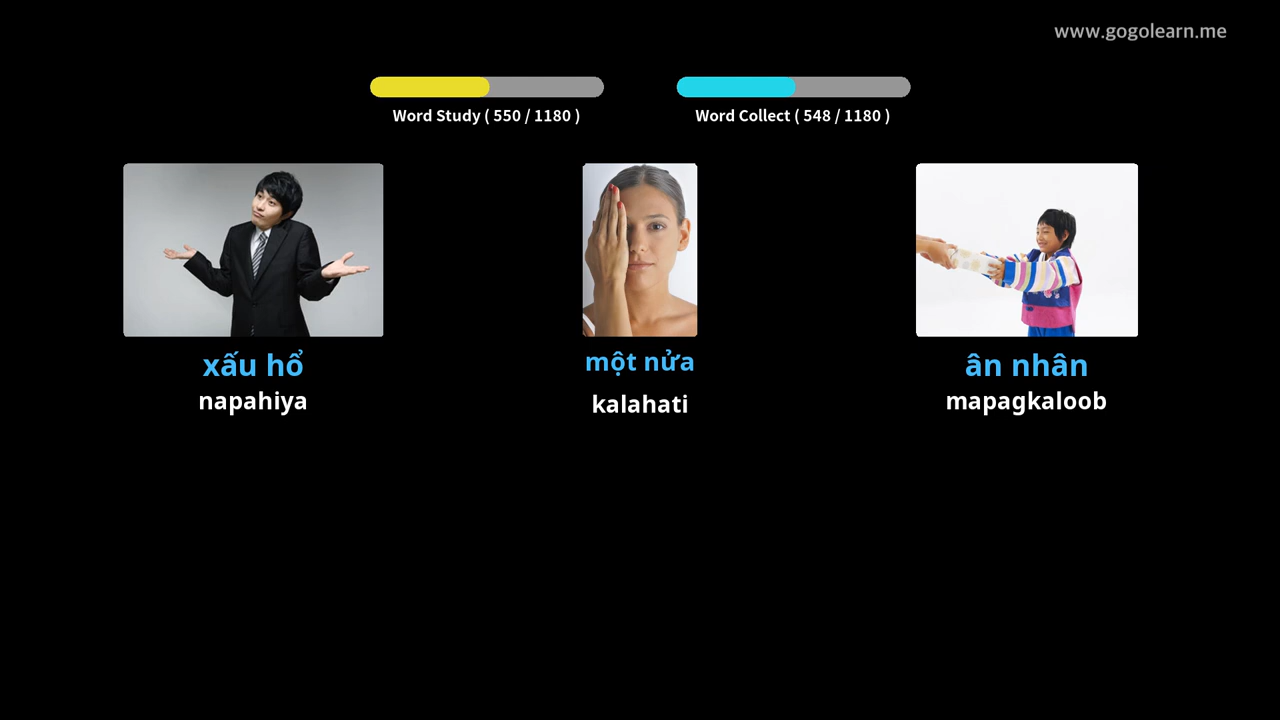 www.gogolearn.me
Word Study ( 550 / 1180 )
Word Collect ( 548 / 1180 )
xấu hổ
napahiya
một nửa
kalahati
ân nhân
mapagkaloob